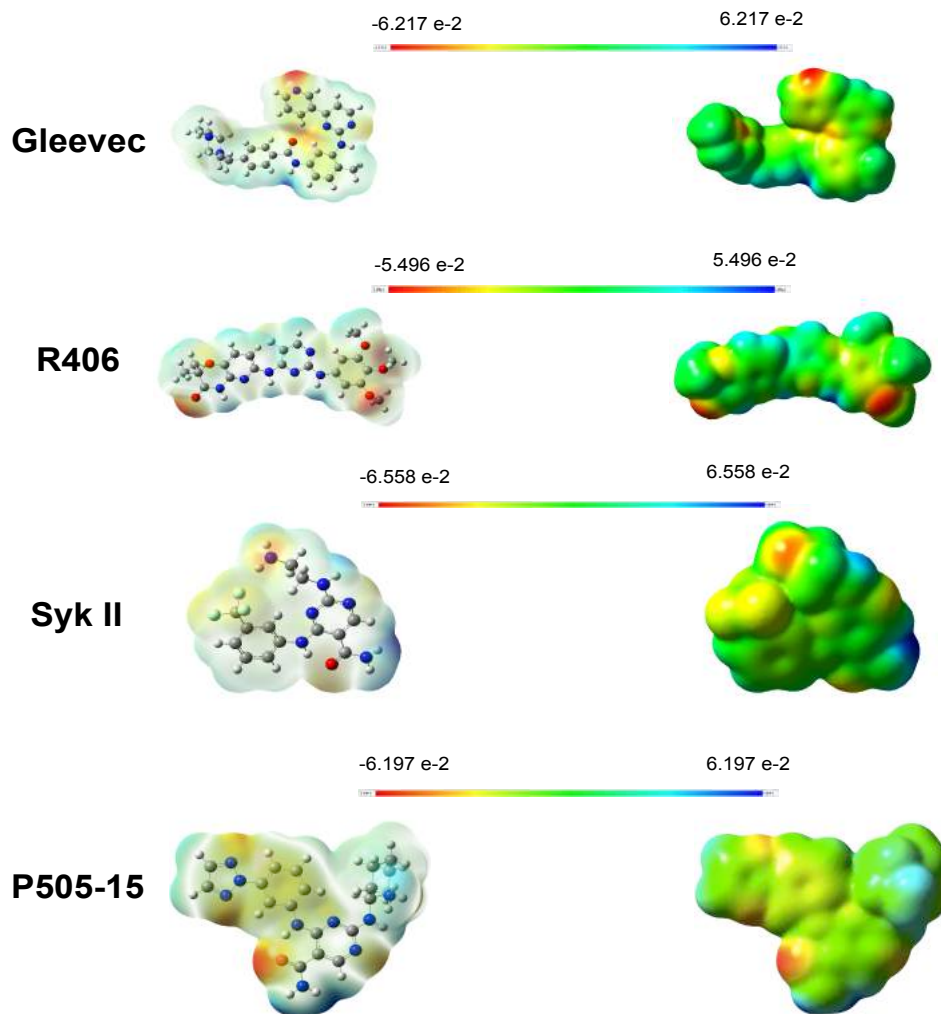 -6.217 e-2 6.217 e-2
Gleevec
-5.496 e-2 5.496 e-2
R406
-6.558 e-2 6.558 e-2
Syk II
-6.197 e-2 6.197 e-2
P505-15